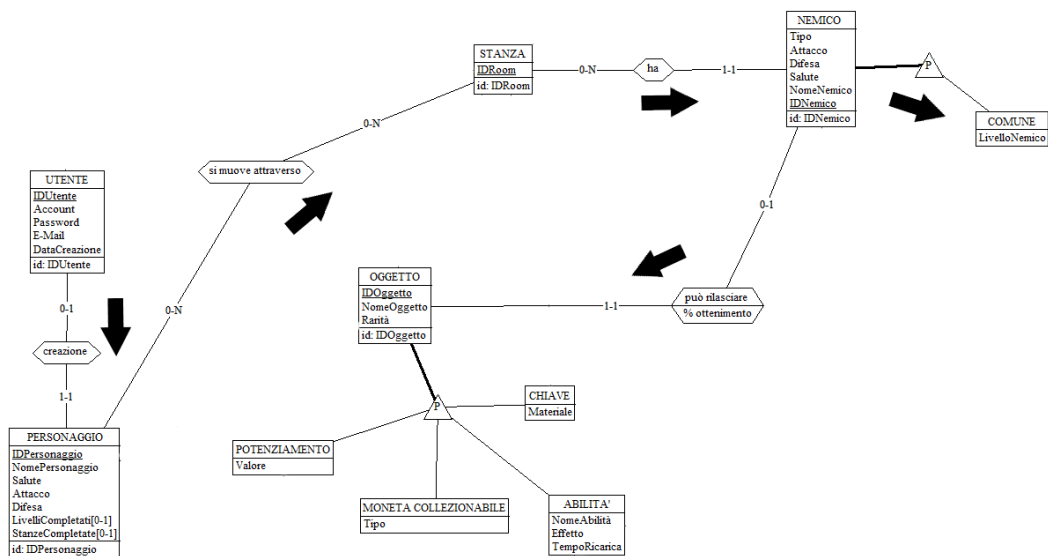 NEMICO
Tipo
Attacco
Difesa
Salute
NomeNemico
IDNemico
id: IDNemico
P
COMUNE
LivelloNemico
STANZA
IDRoom
id: IDRoom
0-N
ha
1-1
0-N
si muove attraverso
0-N
UTENTE
IDUtente
Account
Password
E-Mail
DataCreazione
id: IDUtente
0-1
creazione
1-1
PERSONAGGIO
IDPersonaggio
NomePersonaggio
Salute
Attacco
Difesa
LivelliCompletati[0-1]
StanzeCompletate[0-1]
id: IDPersonaggio
0-1
può rilasciare
% ottenimento
1-1
OGGETTO
IDOggetto
NomeOggetto
Rarità
id: IDOggetto
P
CHIAVE
Materiale
POTENZIAMENTO
Valore
MONETA COLLEZIONABILE
Tipo
ABILITA'
NomeAbilità
Effetto
TempoRicarica